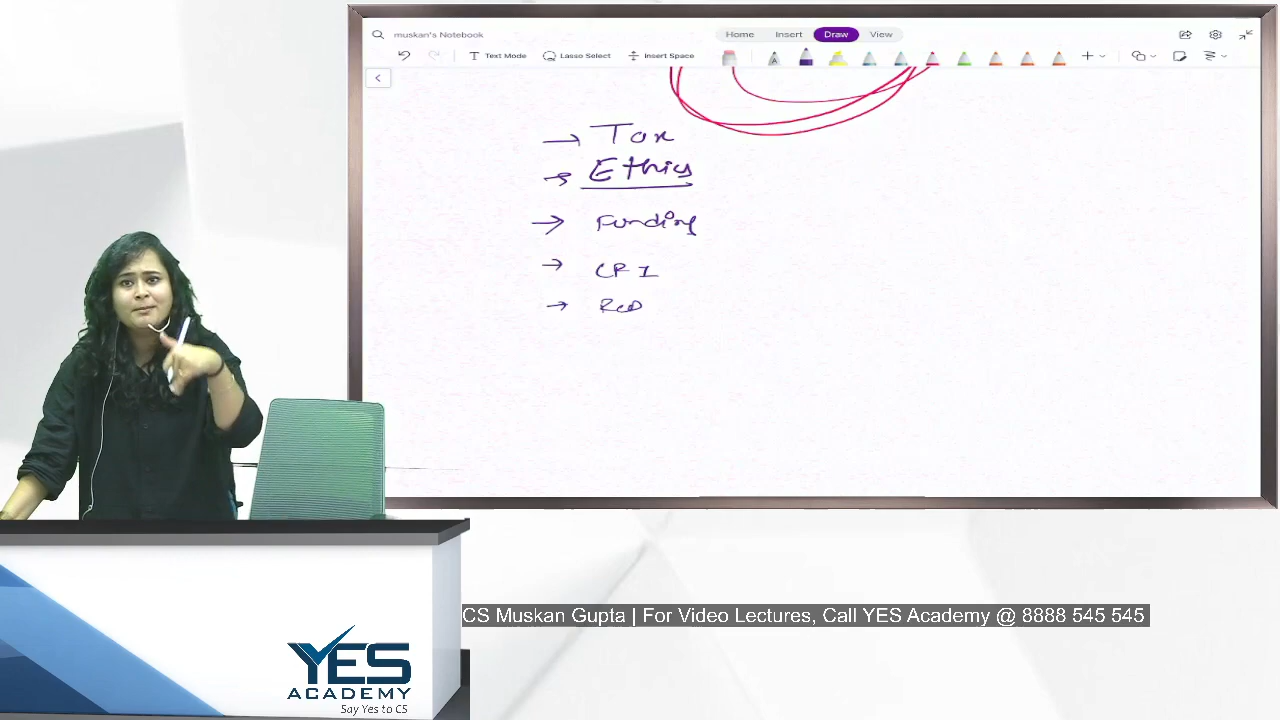 muskan's Notebook
Home Insert Draw View
Text Mode Lasso Select Insert Space
A
→ Tax
→ Ethics
→ Funding
→ CPI
→ RCD
CS Muskan Gupta | For Video Lectures, Call YES Academy @ 8888 545 545
YES
ACADEMY
Say Yes to CS